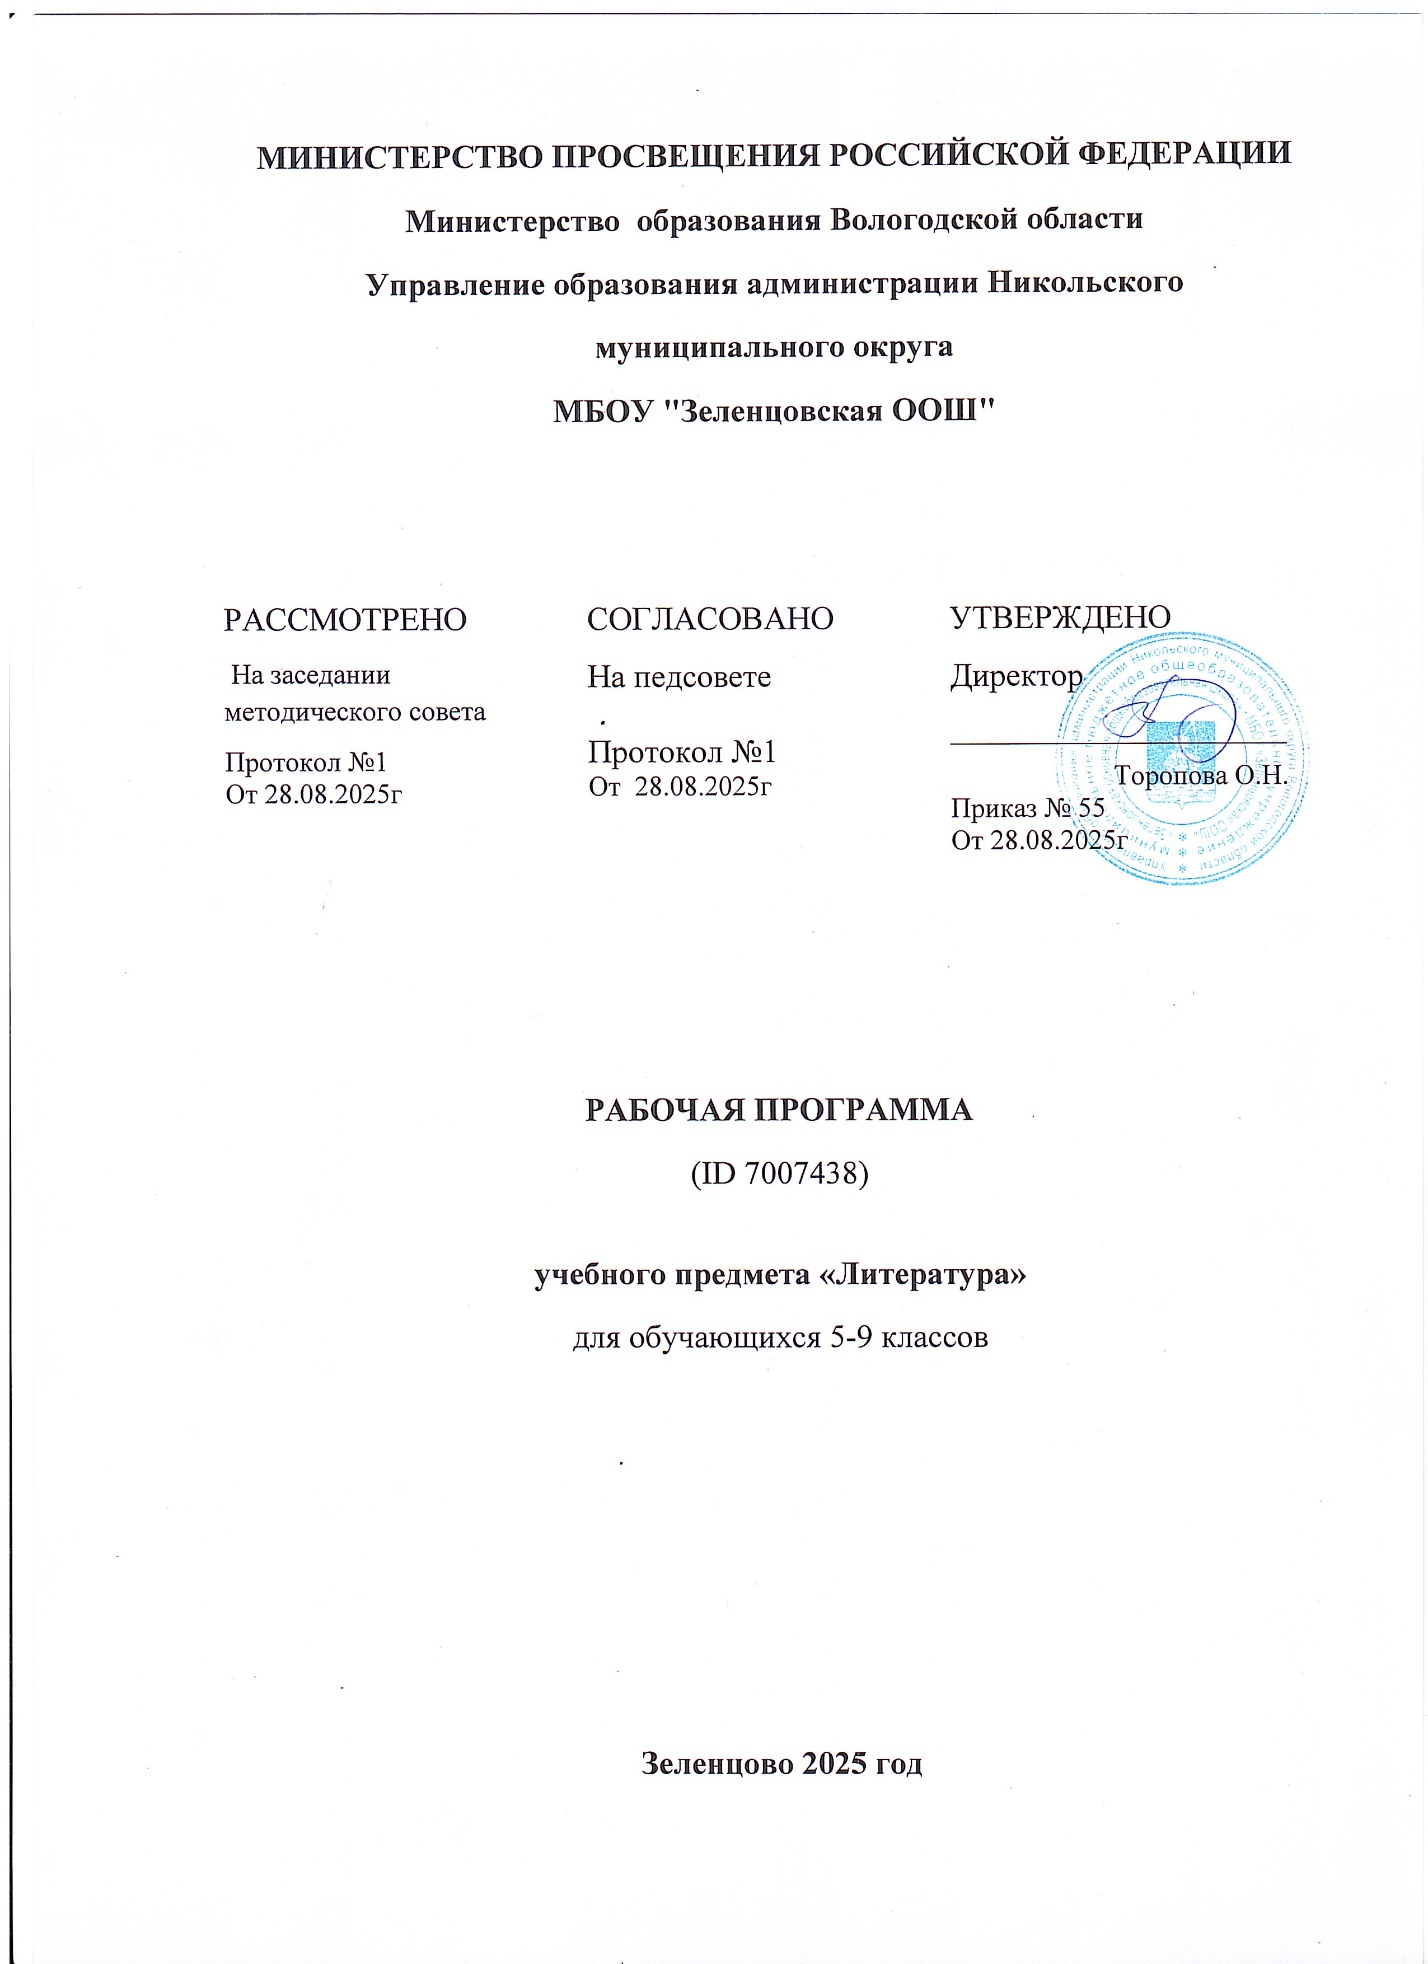 МИНИСТЕРСТВО ПРОСВЕЩЕНИЯ РОССИЙСКОЙ ФЕДЕРАЦИИ
Министерство образования Вологодской области
Управление образования администрации Никольского
муниципального округа
МБОУ "Зеленцовская ООШ"
РАССМОТРЕНО
На заседании
методического совета
Протокол №1
От 28.08.2025г
СОГЛАСОВАНО
На педсовете
.
Протокол №1
От 28.08.2025г
УТВЕРЖДЕНО
Директор
Торопова О.Н.
Приказ № 55
От 28.08.2025г
РАБОЧАЯ ПРОГРАММА
(ID 7007438)
учебного предмета «Литература»
для обучающихся 5-9 классов
Зеленцово 2025 год